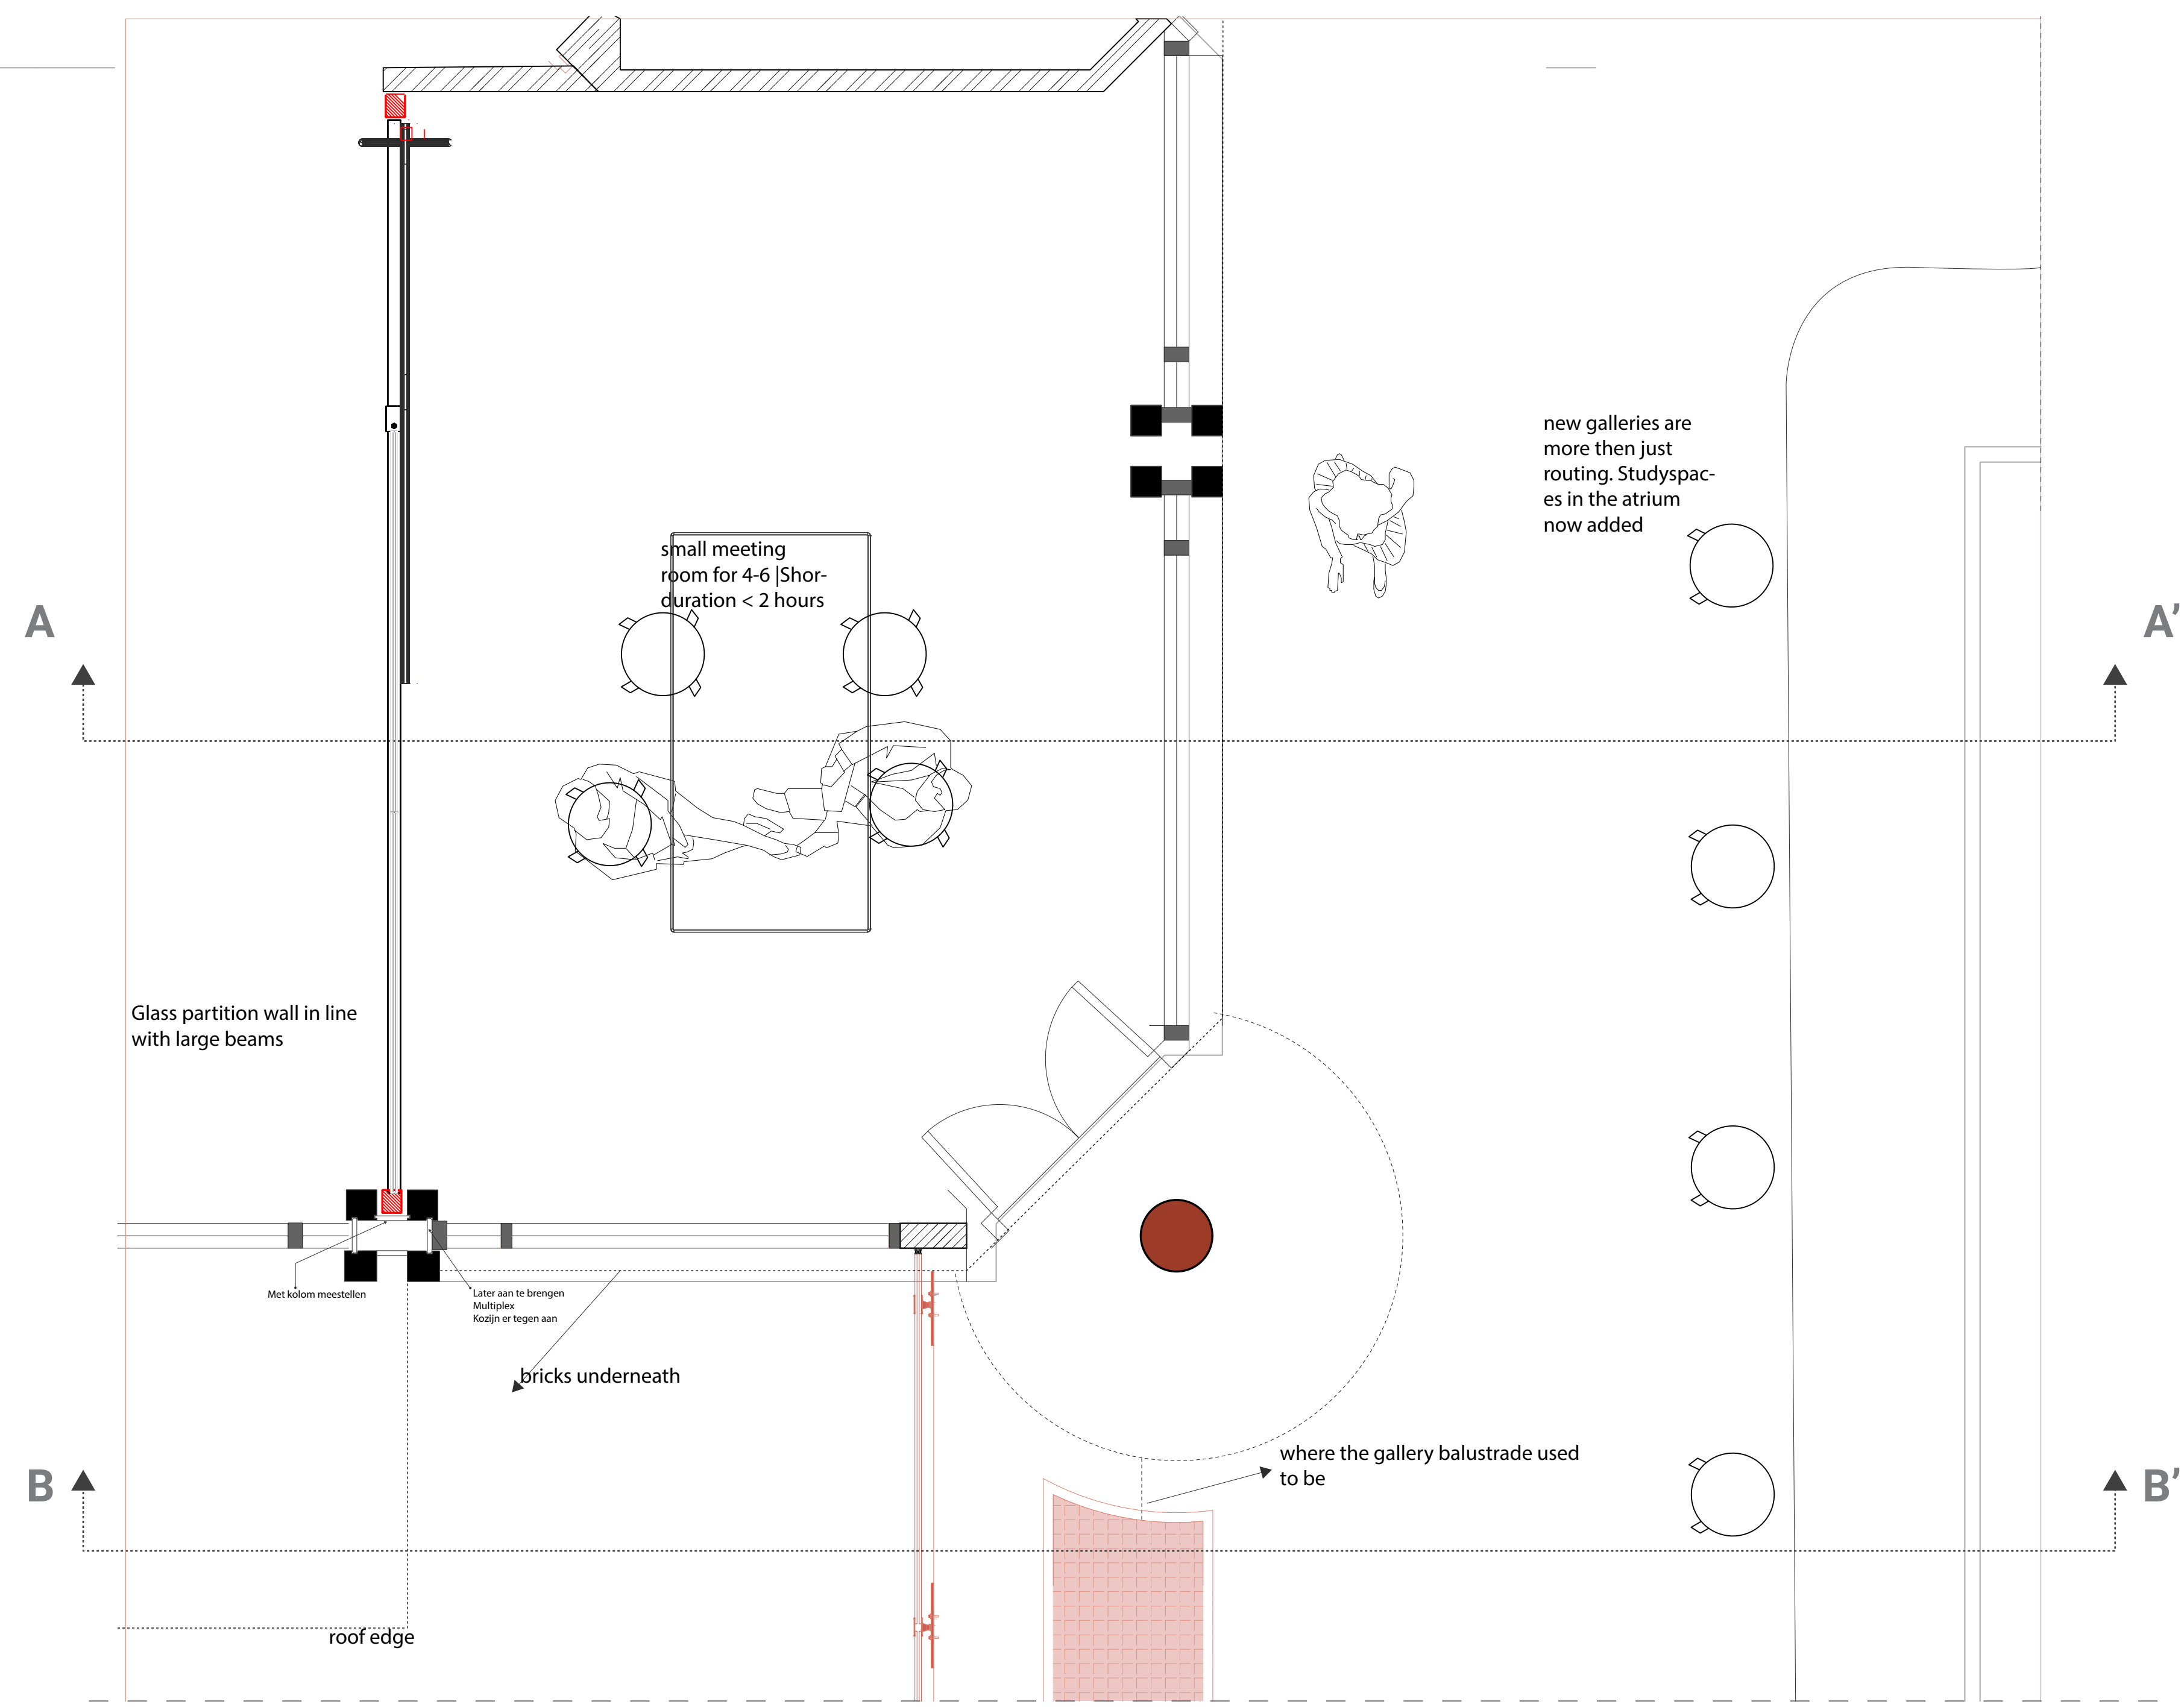 new galleries are
more then just
routing. Studyspac-
es in the atrium
now added
small meeting
room for 4-6 |Shor-
duration < 2 hours
A
A’
Glass partition wall in line
with large beams
Met kolom meestellen
Later aan te brengen
Multiplex
Kozijn er tegen aan
bricks underneath
where the gallery balustrade used
to be
B
B’
roof edge